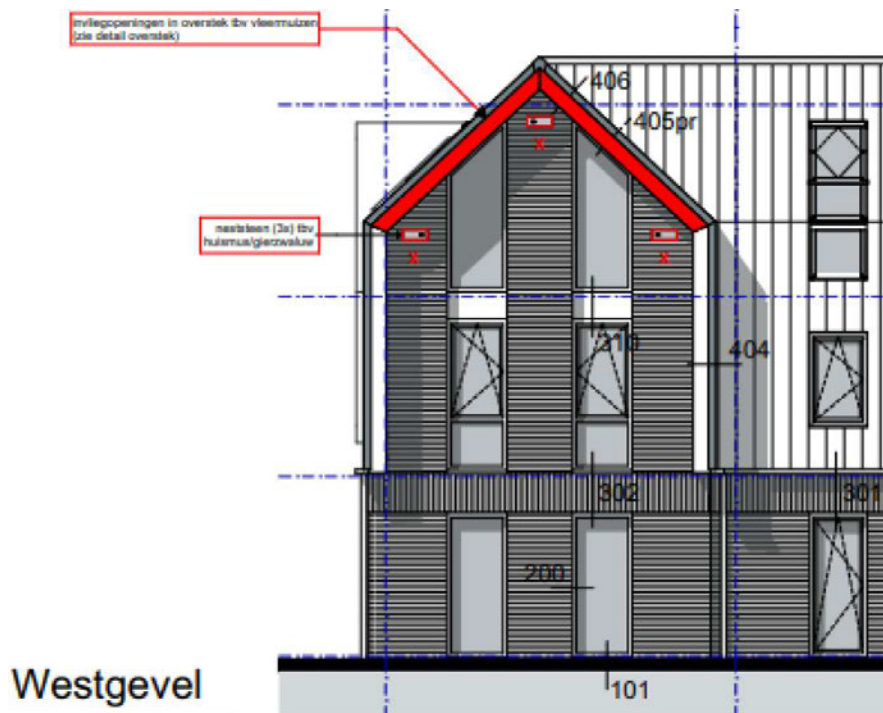 invliegopeningen in overstek tbv vleermuizen
(zie detail overstek)
406
405pr
x
neststeen (3x) tbv
huismus/gierzwaluw
x
x
310
404
302
301
200
Westgevel
101